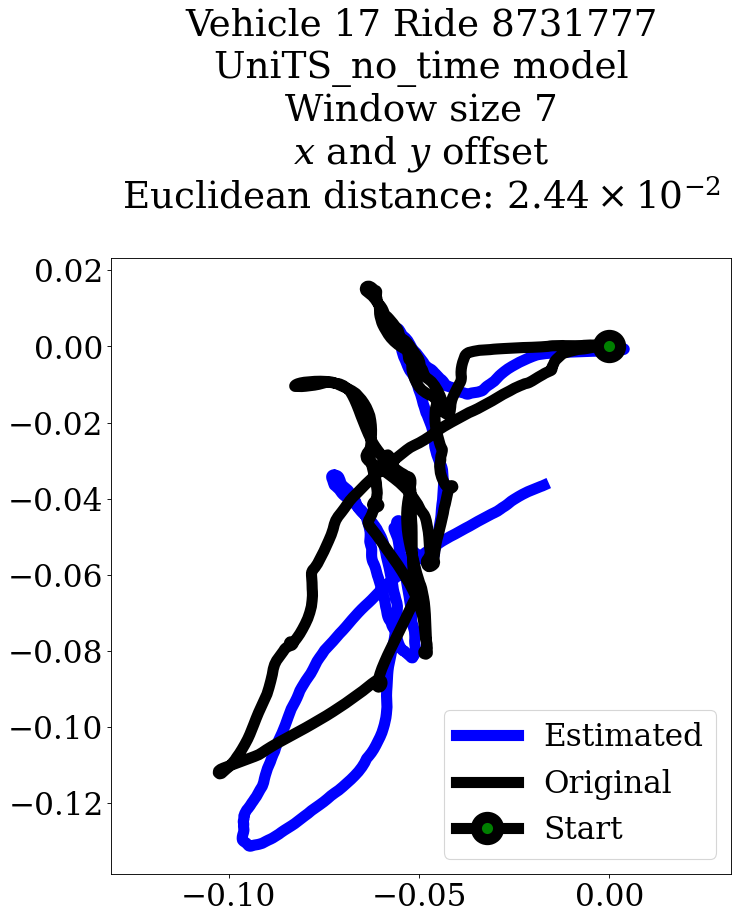 Vehicle 17 Ride 8731777
UniTS_no_time model
Window size 7
x and y offset
Euclidean distance: 2.44 × 10⁻²
0.02
0.00
−0.02
−0.04
−0.06
−0.08
−0.10
−0.12
Estimated
Original
Start
−0.10
−0.05
0.00